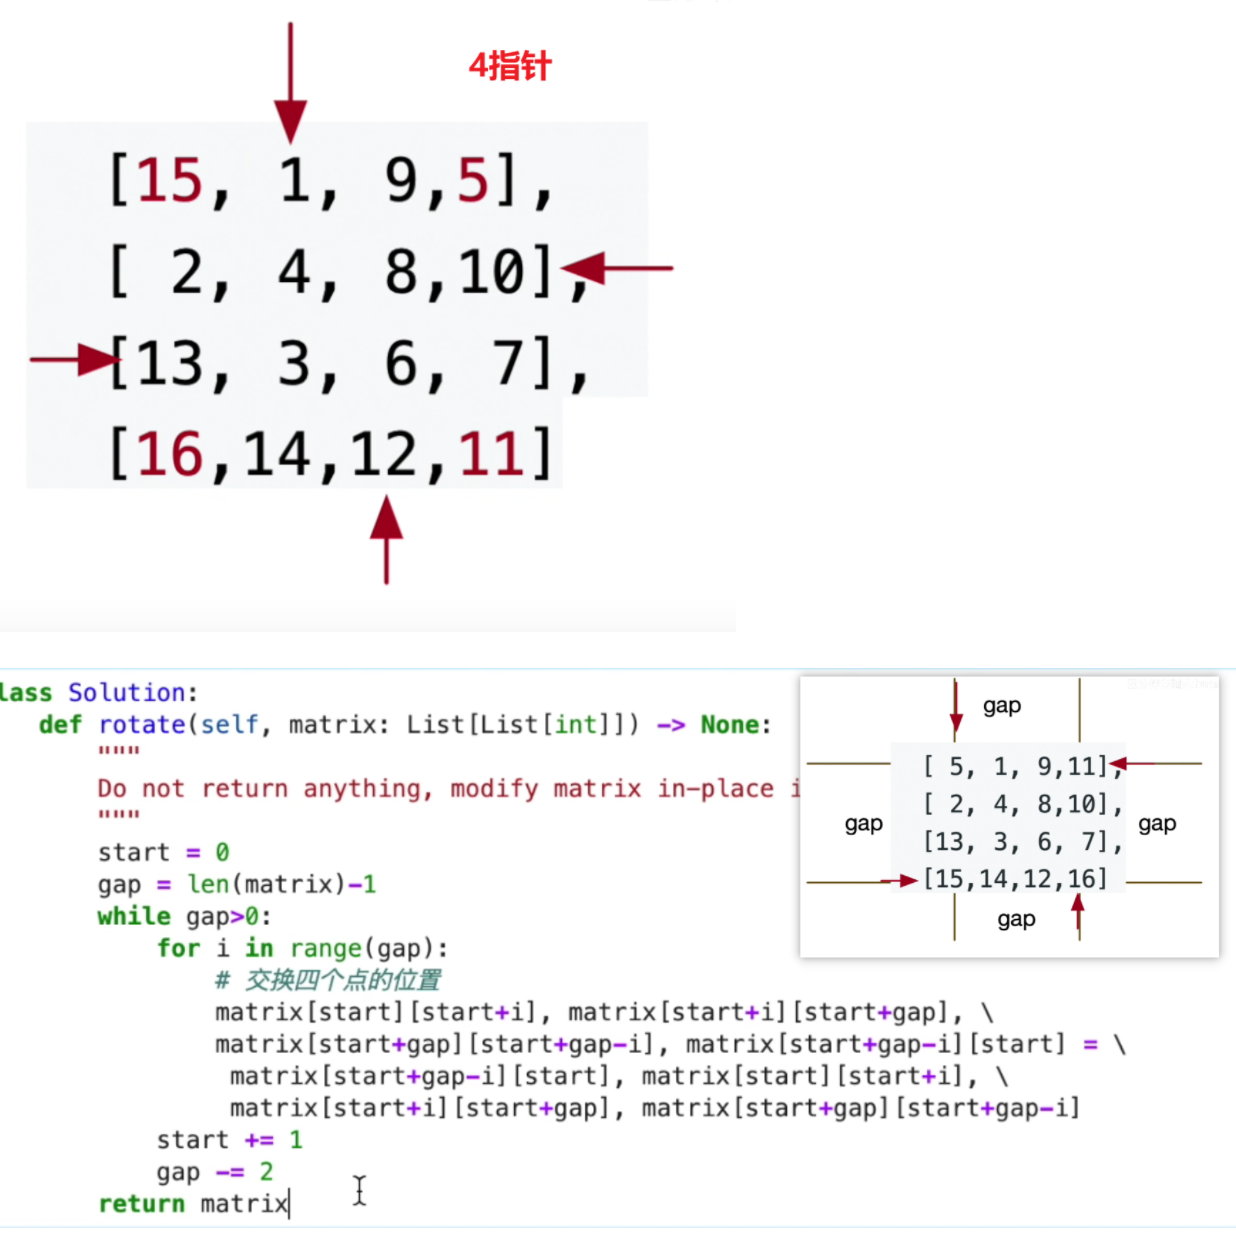 4指针
[15, 1, 9,5],
[ 2, 4, 8,10],
[13, 3, 6, 7],
[16,14,12,11]
lass Solution:
def rotate(self, matrix: List[List[int]]) -> None:
"""
Do not return anything, modify matrix in-place i
"""
start = 0
gap = len(matrix)-1
while gap>0:
for i in range(gap):
# 交换四个点的位置
matrix[start][start+i], matrix[start+i][start+gap], \
matrix[start+gap][start+gap-i], matrix[start+gap-i][start] = \
matrix[start+gap-i][start], matrix[start][start+i], \
matrix[start+i][start+gap], matrix[start+gap][start+gap-i]
start += 1
gap -= 2
return matrix
gap
[ 5, 1, 9,11],
[ 2, 4, 8,10],
gap
gap
[13, 3, 6, 7],
[15,14,12,16]
gap